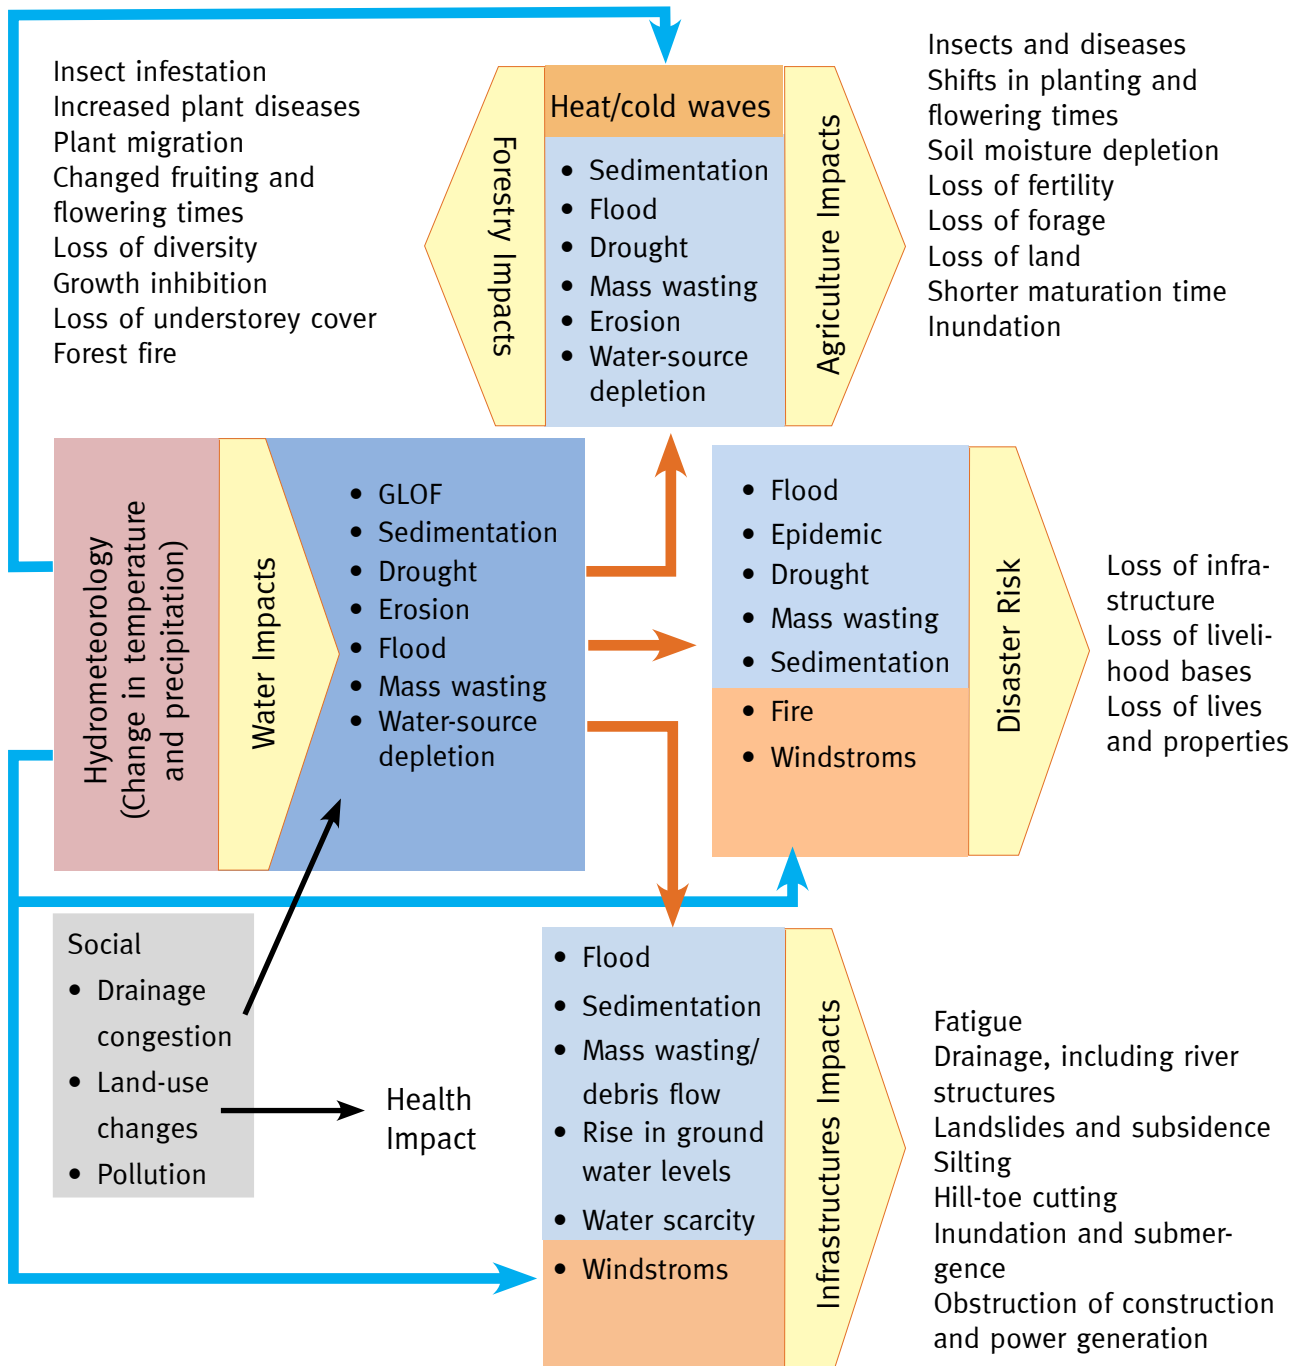 Insect infestation
Increased plant diseases
Plant migration
Changed fruiting and
flowering times
Loss of diversity
Growth inhibition
Loss of understorey cover
Forest fire
Forestry Impacts
Heat/cold waves
• Sedimentation
• Flood
• Drought
• Mass wasting
• Erosion
• Water-source
depletion
Agriculture Impacts
Insects and diseases
Shifts in planting and
flowering times
Soil moisture depletion
Loss of fertility
Loss of forage
Loss of land
Shorter maturation time
Inundation
Hydrometeorology
(Change in temperature
and precipitation)
Water Impacts
• GLOF
• Sedimentation
• Drought
• Erosion
• Flood
• Mass wasting
• Water-source
depletion
• Flood
• Epidemic
• Drought
• Mass wasting
• Sedimentation
• Fire
• Windstroms
Disaster Risk
Loss of infra-
structure
Loss of liveli-
hood bases
Loss of lives
and properties
Social
• Drainage
congestion
• Land-use
changes
• Pollution
Health
Impact
• Flood
• Sedimentation
• Mass wasting/
debris flow
• Rise in ground
water levels
• Water scarcity
• Windstroms
Infrastructures Impacts
Fatigue
Drainage, including river
structures
Landslides and subsidence
Silting
Hill-toe cutting
Inundation and submer-
gence
Obstruction of construction
and power generation